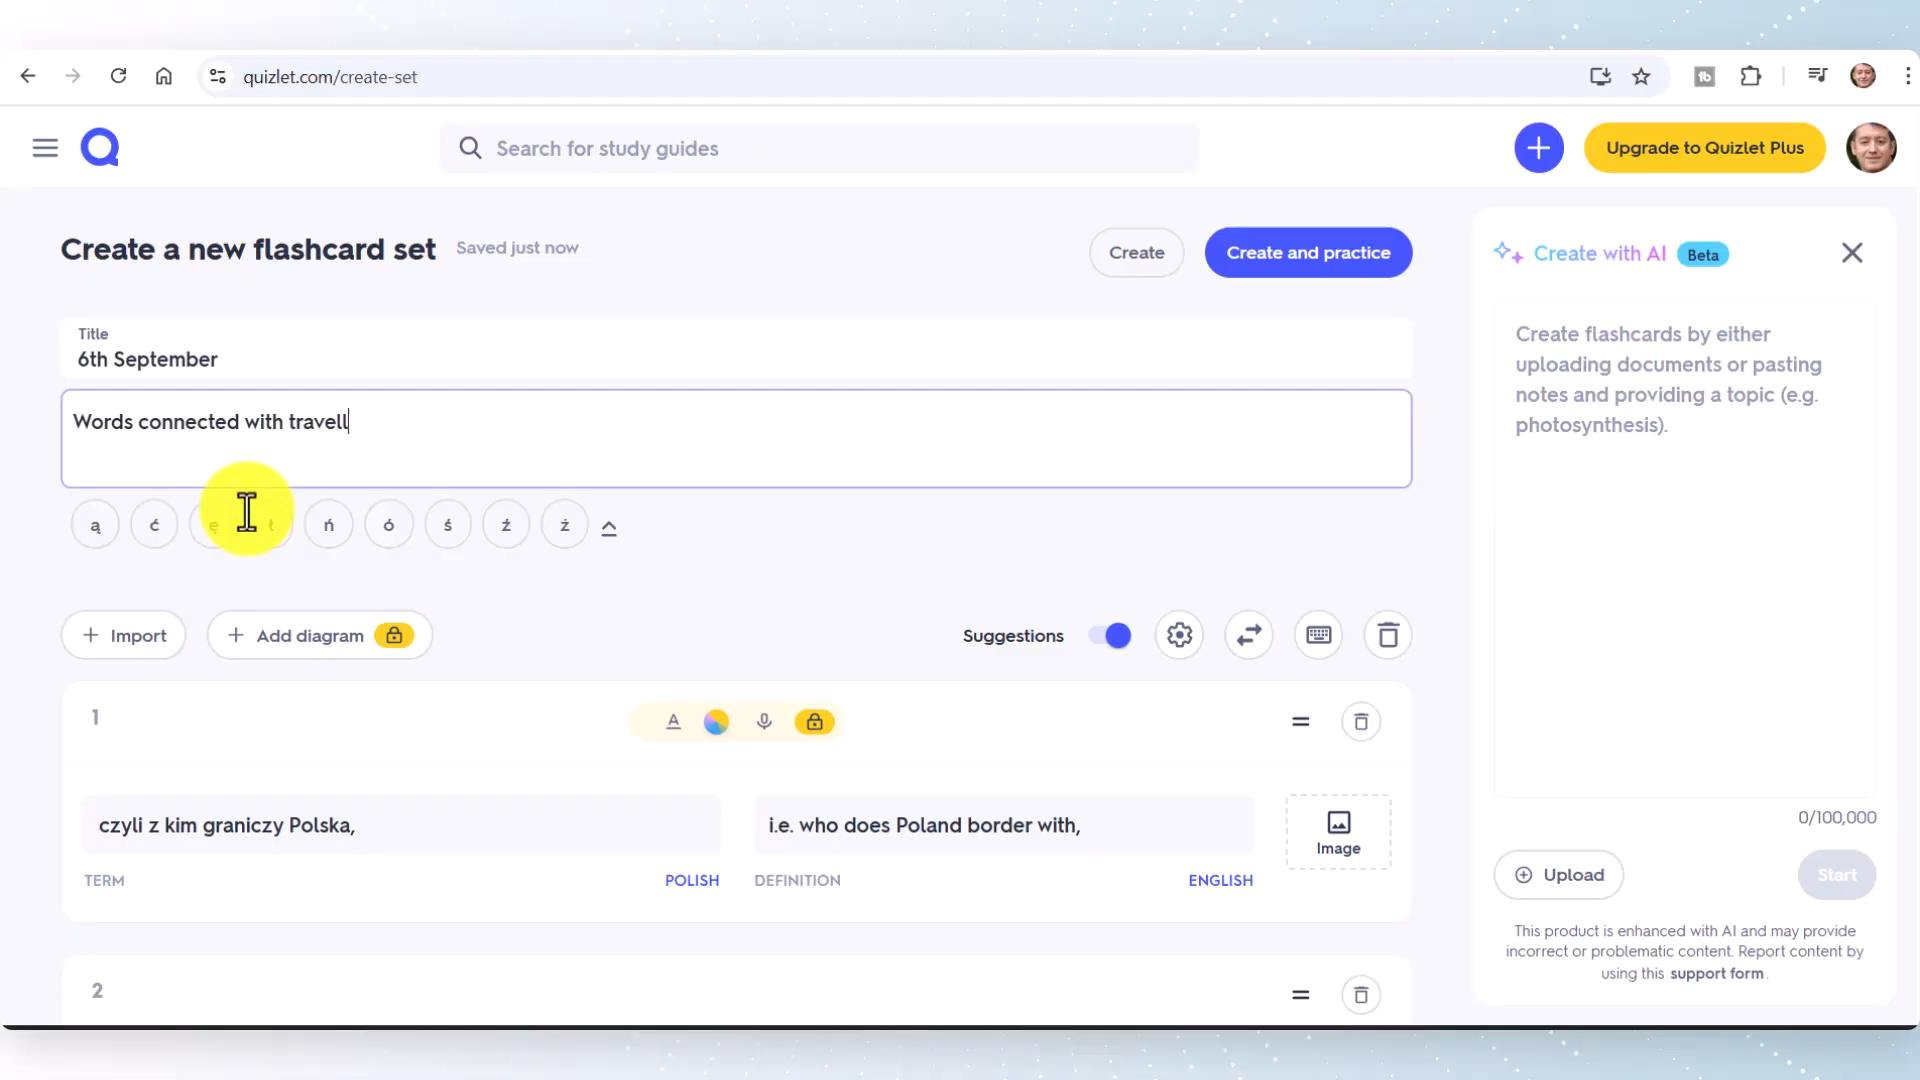 quizlet.com/create-set
Search for study guides
Upgrade to Quizlet Plus
Create a new flashcard set
Saved just now
Create
Create and practice
Create with AI
Beta
Title
6th September
Create flashcards by either
uploading documents or pasting
notes and providing a topic (e.g.
photosynthesis).
Words connected with travell
ą ć ę ł ń ó ś ź ż
+ Import
+ Add diagram
Suggestions
1
A
czyli z kim graniczy Polska,
i.e. who does Poland border with,
Image
TERM
POLISH
DEFINITION
ENGLISH
0/100,000
Upload
Start
This product is enhanced with AI and may provide
incorrect or problematic content. Report content by
using this support form.
2